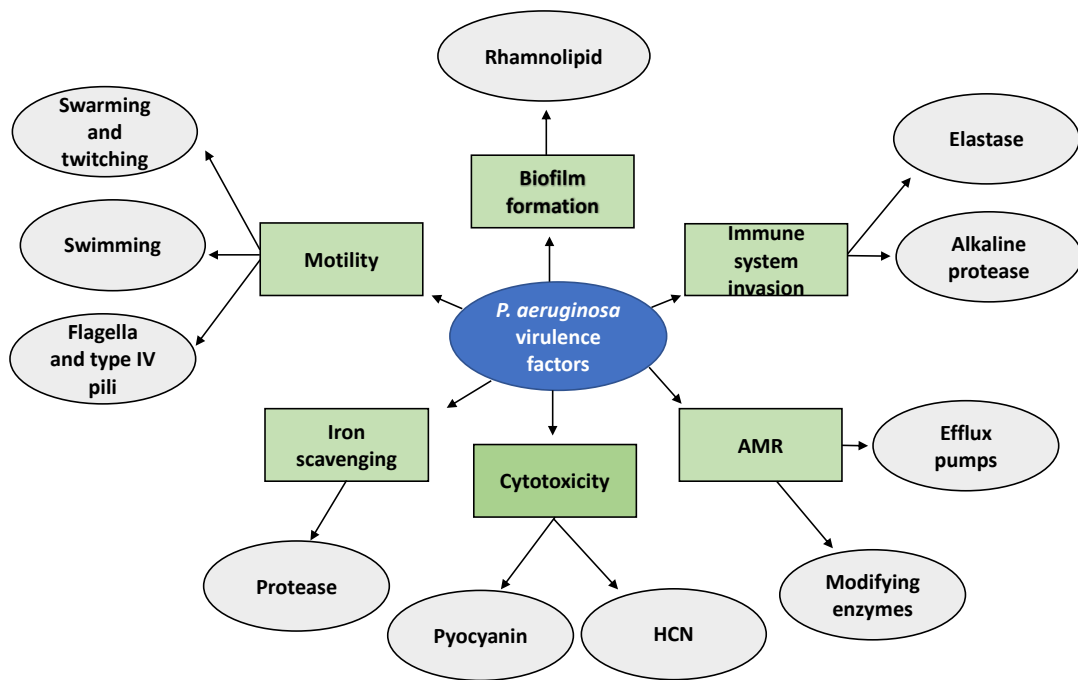 Rhamnolipid
Swarming
and
twitching
Elastase
Biofilm
formation
Swimming
Motility
Immune
system
invasion
Alkaline
protease
P. aeruginosa
virulence
factors
Flagella
and type IV
pili
Iron
scavenging
Cytotoxicity
AMR
Efflux
pumps
Protease
Pyocyanin
HCN
Modifying
enzymes